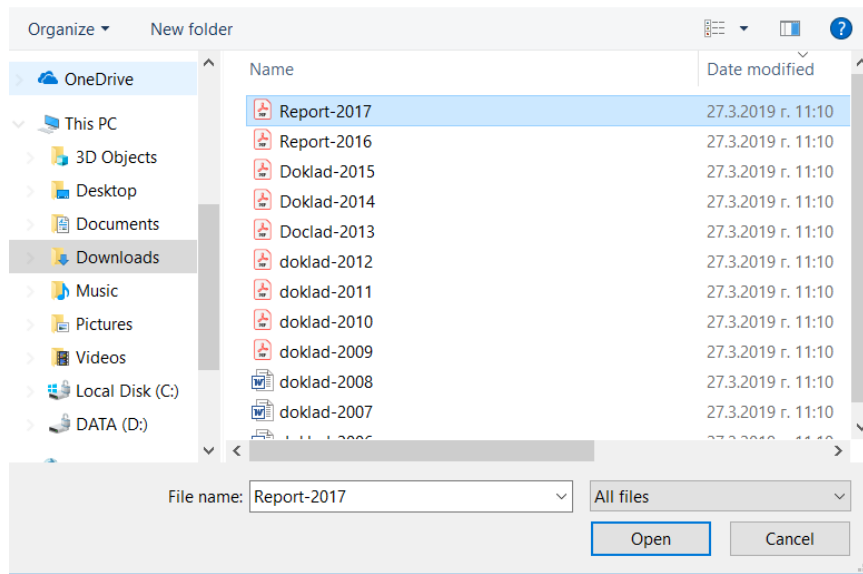 Organize New folder ?
Name Date modified
OneDrive
This PC
3D Objects
Desktop
Documents
Downloads
Music
Pictures
Videos
Local Disk (C:)
DATA (D:)
Report-2017 27.3.2019 г. 11:10
Report-2016 27.3.2019 г. 11:10
Doklad-2015 27.3.2019 г. 11:10
Doklad-2014 27.3.2019 г. 11:10
Doclad-2013 27.3.2019 г. 11:10
doklad-2012 27.3.2019 г. 11:10
doklad-2011 27.3.2019 г. 11:10
doklad-2010 27.3.2019 г. 11:10
doklad-2009 27.3.2019 г. 11:10
doklad-2008 27.3.2019 г. 11:10
doklad-2007 27.3.2019 г. 11:10
File name: Report-2017 All files
Open Cancel